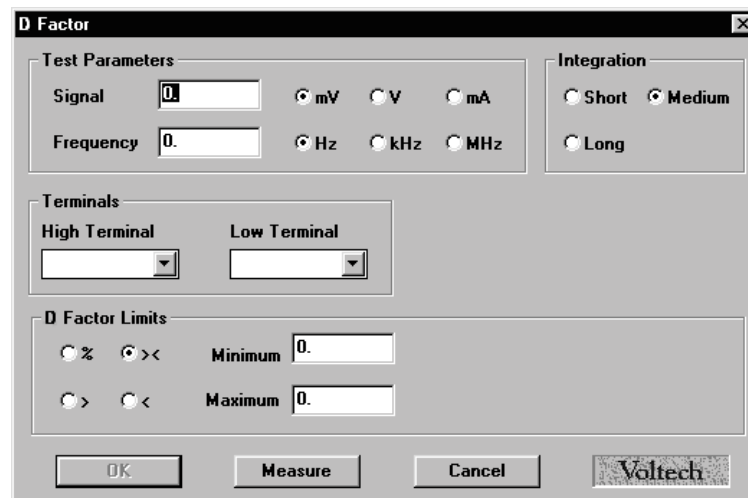 D Factor
Test Parameters
Signal 0. mV V mA
Frequency 0. Hz kHz MHz
Integration
Short Medium
Long
Terminals
High Terminal Low Terminal
D Factor Limits
% >< Minimum 0.
> < Maximum 0.
OK Measure Cancel Voltech